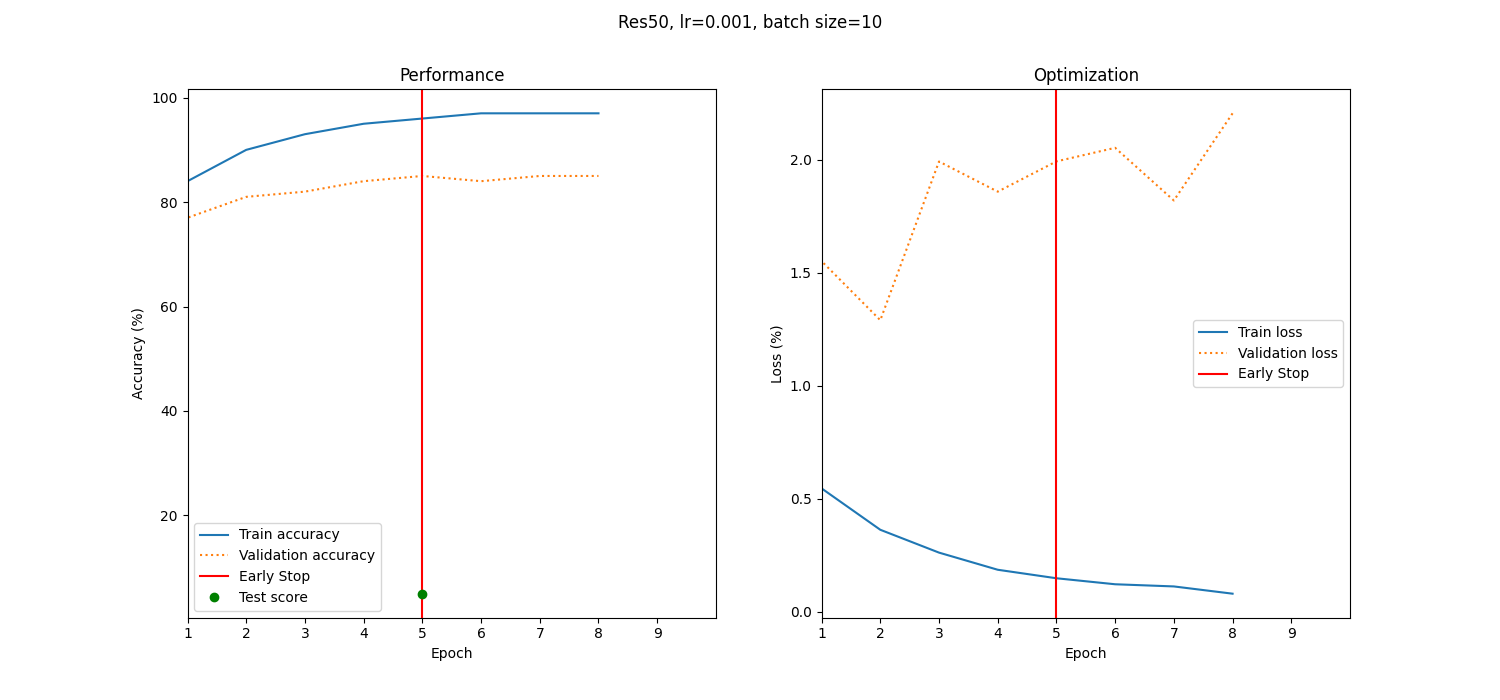 Res50, lr=0.001, batch size=10
Performance
100
80
60
40
20
Accuracy (%)
Train accuracy
Validation accuracy
Early Stop
Test score
1 2 3 4 5 6 7 8 9
Epoch
Optimization
2.0
1.5
1.0
0.5
0.0
Loss (%)
Train loss
Validation loss
Early Stop
1 2 3 4 5 6 7 8 9
Epoch